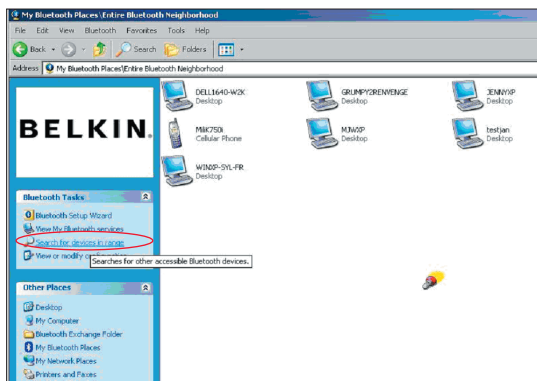 My Bluetooth Places\Entire Bluetooth Neighborhood
File Edit View Bluetooth Favorites Tools Help
Back Search Folders
Address My Bluetooth Places\Entire Bluetooth Neighborhood
BELKIN.
DELL1640-W2K
Desktop
GRUMPY2RENVENGE
Desktop
JENNYXP
Desktop
MiliK750i
Cellular Phone
MJWXP
Desktop
testjan
Desktop
WINXP-SYL-FR
Desktop
Bluetooth Tasks
Bluetooth Setup Wizard
View My Bluetooth services
Search for devices in range
View or modify
Searches for other accessible Bluetooth devices.
Other Places
Desktop
My Computer
Bluetooth Exchange Folder
My Bluetooth Places
My Network Places
Printers and Faxes